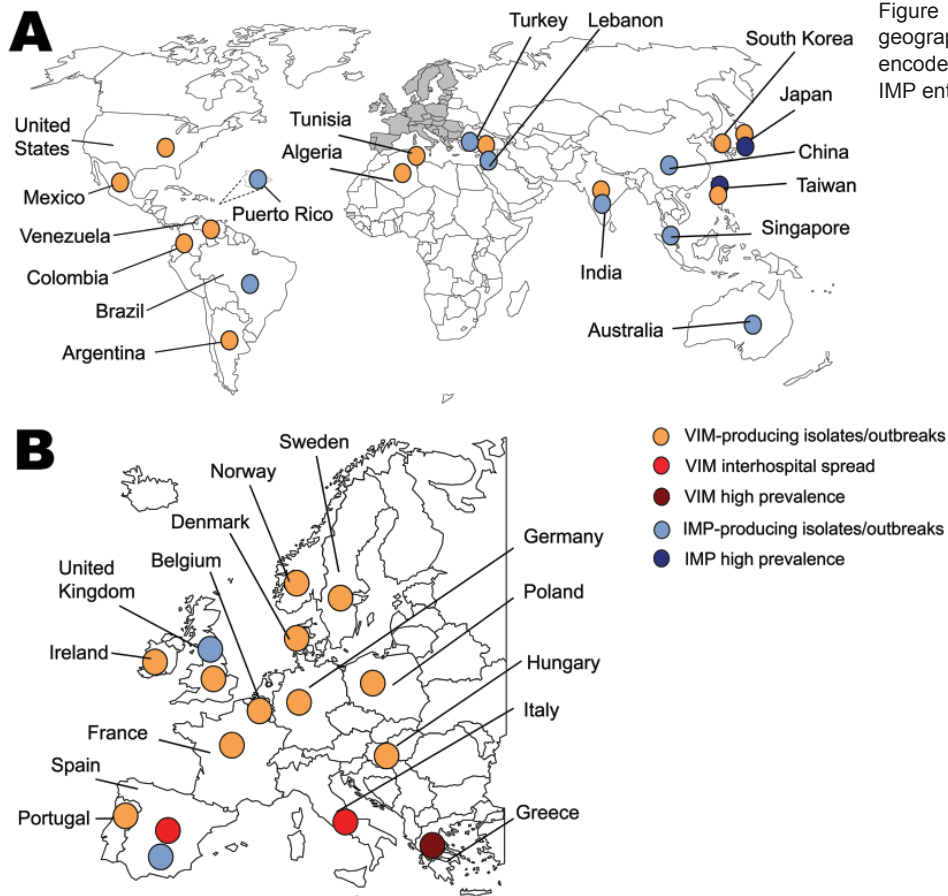 A
Figure
geograp
encode
IMP ent
Turkey
Lebanon
South Korea
Japan
Tunisia
Algeria
United
States
China
Mexico
Taiwan
Puerto Rico
Venezuela
Singapore
Colombia
India
Brazil
Australia
Argentina
B
Sweden
Norway
Denmark
Belgium
United
Kingdom
Ireland
France
Spain
Portugal
Germany
Poland
Hungary
Italy
Greece
VIM-producing isolates/outbreaks
VIM interhospital spread
VIM high prevalence
IMP-producing isolates/outbreaks
IMP high prevalence